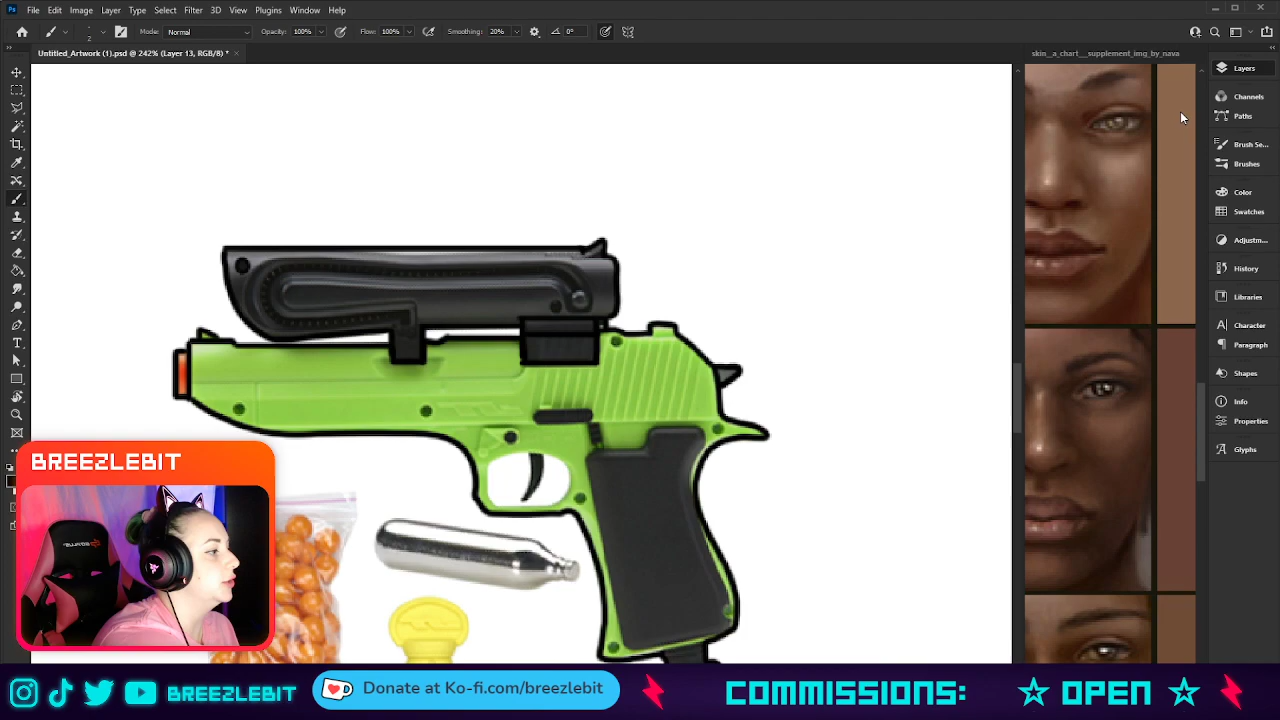 Ps File Edit Image Layer Type Select Filter 3D View Plugins Window Help
Mode: Normal Opacity: 100% Flow: 100% Smoothing: 20% 0°
2
Untitled_Artwork (1).psd @ 242% (Layer 13, RGB/8) * ×
skin__a_chart__supplement_img_by_nava
Layers
Channels
Paths
Brush Se...
Brushes
Color
Swatches
Adjustm...
History
Libraries
Character
Paragraph
Shapes
Info
Properties
Glyphs
BREEZLEBIT
BREEZLEBIT
Donate at Ko-fi.com/breezlebit
COMMISSIONS: ☆ OPEN ☆